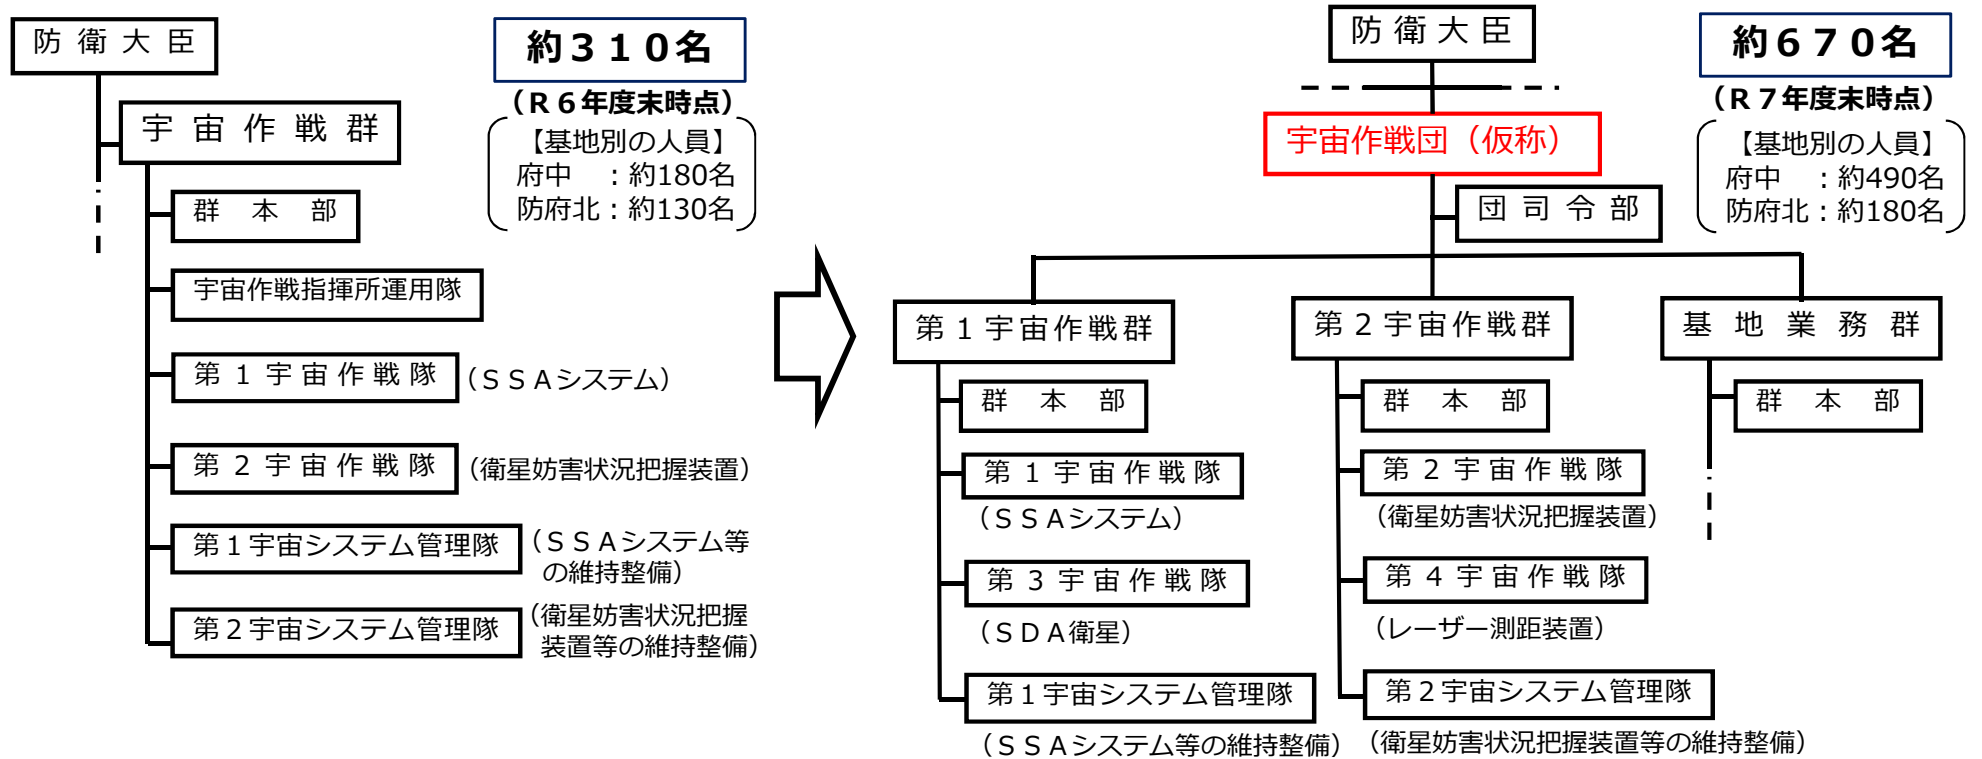 防衛大臣
宇宙作戦群
群本部
宇宙作戦指揮所運用隊
第１宇宙作戦隊
（ＳＳＡシステム）
第２宇宙作戦隊
（衛星妨害状況把握装置）
第１宇宙システム管理隊
（ＳＳＡシステム等
の維持整備）
第２宇宙システム管理隊
（衛星妨害状況把握
装置等の維持整備）
約３１０名
（Ｒ６年度末時点）
【基地別の人員】
府中　：約180名
防府北：約130名
防衛大臣
宇宙作戦団（仮称）
団司令部
約６７０名
（Ｒ７年度末時点）
【基地別の人員】
府中　：約490名
防府北：約180名
第１宇宙作戦群
群本部
第１宇宙作戦隊
（ＳＳＡシステム）
第３宇宙作戦隊
（ＳＤＡ衛星）
第１宇宙システム管理隊
（ＳＳＡシステム等の維持整備）
第２宇宙作戦群
群本部
第２宇宙作戦隊
（衛星妨害状況把握装置）
第４宇宙作戦隊
（レーザー測距装置）
第２宇宙システム管理隊
（衛星妨害状況把握装置等の維持整備）
基地業務群
群本部